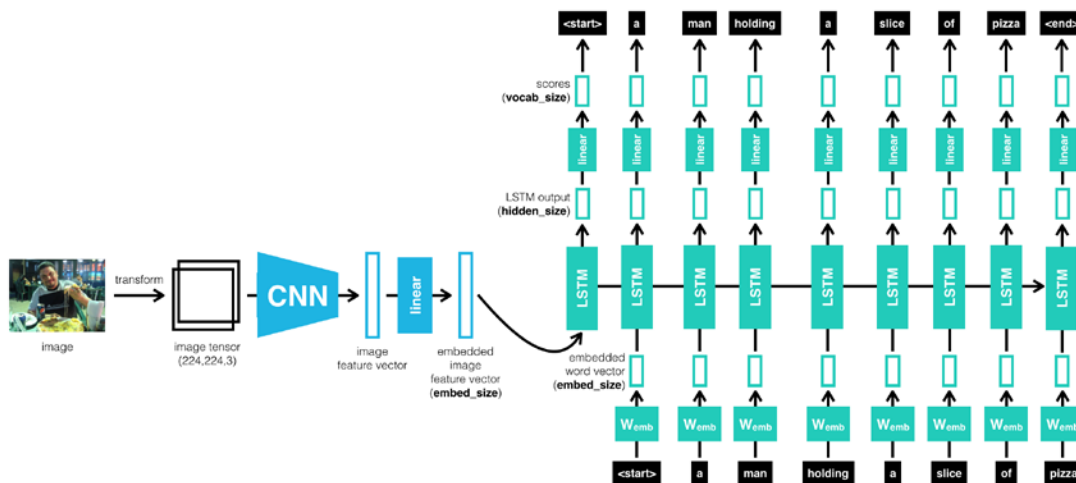 <start> a man holding a slice of pizza <end>
scores
(vocab_size)
linear linear linear linear linear linear linear linear linear
LSTM output
(hidden_size)
LSTM LSTM LSTM LSTM LSTM LSTM LSTM LSTM LSTM
transform
CNN
linear
image
image tensor
(224,224,3)
image
feature vector
embedded
image
feature vector
(embed_size)
embedded
word vector
(embed_size)
Wemb Wemb Wemb Wemb Wemb Wemb Wemb Wemb
<start> a man holding a slice of pizza